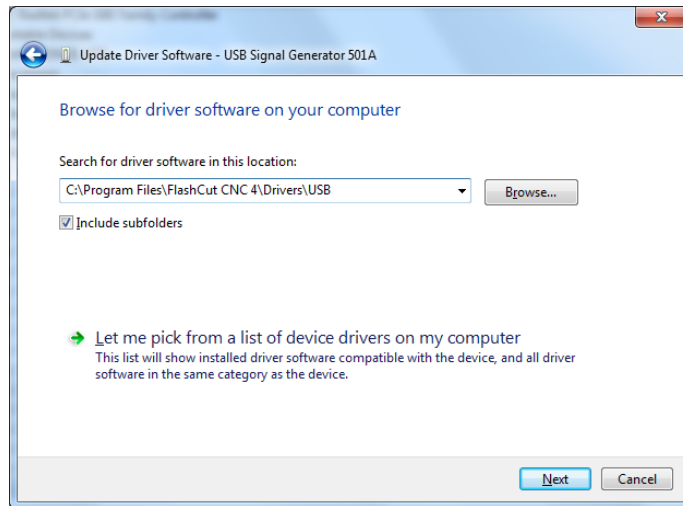 Update Driver Software - USB Signal Generator 501A
Browse for driver software on your computer
Search for driver software in this location:
C:\Program Files\FlashCut CNC 4\Drivers\USB
Browse...
Include subfolders
Let me pick from a list of device drivers on my computer
This list will show installed driver software compatible with the device, and all driver
software in the same category as the device.
Next
Cancel